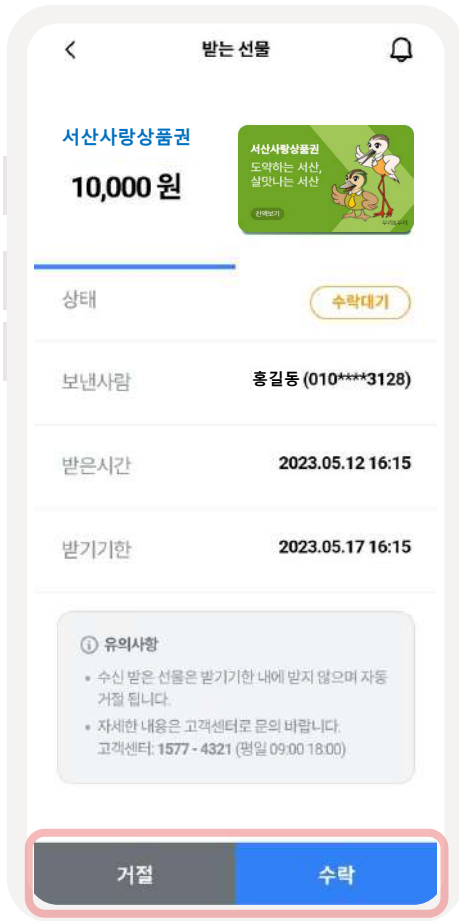 받는 선물
서산사랑상품권
10,000 원
서산사랑상품권
도약하는 서산,
살맛나는 서산
잔액보기
상태
수락대기
보낸사람
홍길동 (010****3128)
받은시간
2023.05.12 16:15
받기기한
2023.05.17 16:15
유의사항
• 수신 받은 선물은 받기기한 내에 받지 않으며 자동
거절 됩니다.
• 자세한 내용은 고객센터로 문의 바랍니다.
고객센터: 1577 - 4321 (평일 09:00 18:00)
거절
수락